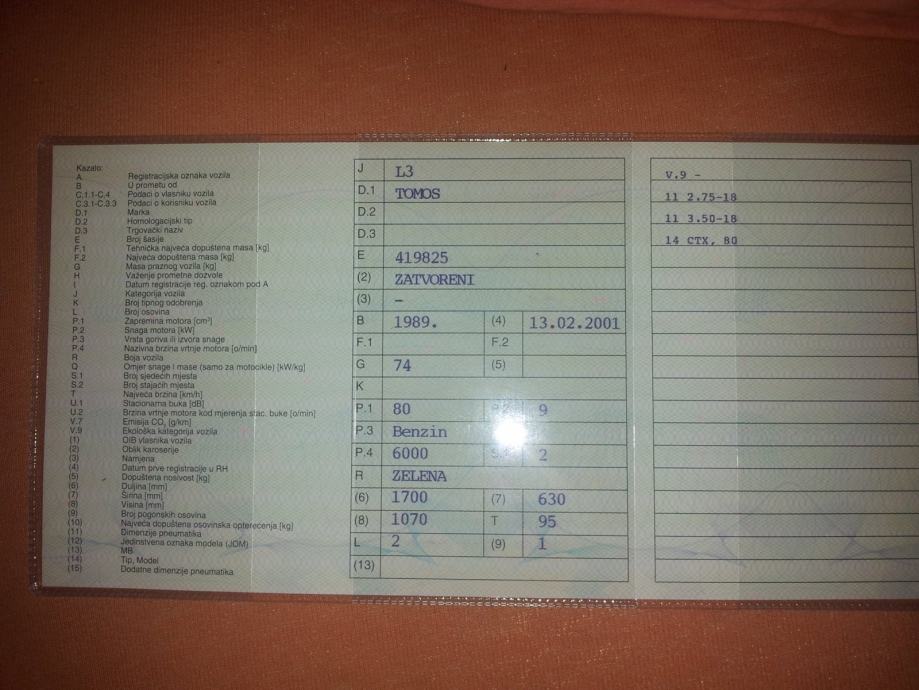 Kazalo:
A Registracijska oznaka vozila
B U prometu od
C.1.1-C.4 Podaci o vlasniku vozila
C.3.1-C.3.3 Podaci o korisniku vozila
D.1 Marka
D.2 Homologacijski tip
D.3 Trgovački naziv
E Broj šasije
F.1 Tehnička najveća dopuštena masa [kg]
F.2 Najveća dopuštena masa [kg]
G Masa praznog vozila [kg]
H Važenje prometne dozvole
I Datum registracije reg. oznakom pod A
J Kategorija vozila
K Broj tipnog odobrenja
L Broj osovina
P.1 Zapremina motora [cm³]
P.2 Snaga motora [kW]
P.3 Vrsta goriva ili izvora snage
P.4 Nazivna brzina vrtnje motora [o/min]
R Boja vozila
Q Omjer snage i mase (samo za motocikle) [kW/kg]
S.1 Broj sjedećih mjesta
S.2 Broj stajaćih mjesta
T Najveća brzina [km/h]
U.1 Stacionarna buka [dB]
U.2 Brzina vrtnje motora kod mjerenja stac. buke [o/min]
V.7 Emisija CO₂ [g/km]
V.9 Ekološka kategorija vozila
(1) OIB vlasnika vozila
(2) Oblik karoserije
(3) Namjena
(4) Datum prve registracije u RH
(5) Dopuštena nosivost [kg]
(6) Duljina [mm]
(7) Širina [mm]
(8) Visina [mm]
(9) Broj pogonskih osovina
(10) Najveća dopuštena osovinska opterećenja [kg]
(11) Dimenzije pneumatika
(12) Jedinstvena oznaka modela (JOM)
(13) MB
(14) Tip, Model
(15) Dodatne dimenzije pneumatika
J L3
D.1 TOMOS
D.2
D.3
E 419825
(2) ZATVORENI
(3) –
B 1989. (4) 13.02.2001
F.1 F.2
G 74 (5)
K
P.1 80 P.2 9
P.3 Benzin
P.4 6000 S.1 2
R ZELENA
(6) 1700 (7) 630
(8) 1070 T 95
L 2 (9) 1
(13)
V.9 -
11 2.75-18
11 3.50-18
14 CTX, 80